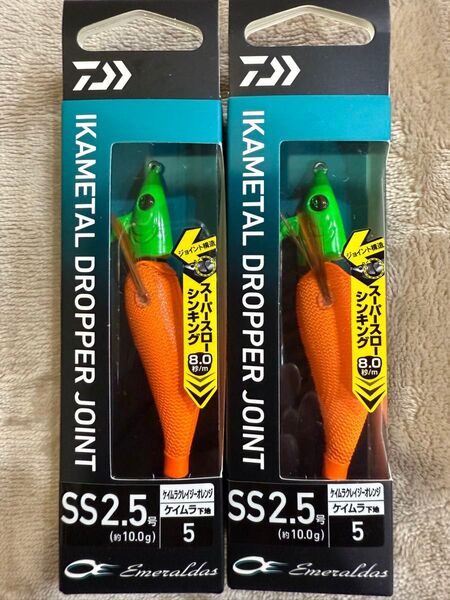 IKAMETAL DROPPER JOINT
ジョイント構造
スーパースロー
シンキング
8.0
秒/m
SS2.5号
(約10.0g)
ケイムラクレイジーオレンジ
ケイムラ下地
5
Emeraldas
IKAMETAL DROPPER JOINT
ジョイント構造
スーパースロー
シンキング
8.0
秒/m
SS2.5号
(約10.0g)
ケイムラクレイジーオレンジ
ケイムラ下地
5
Emeraldas